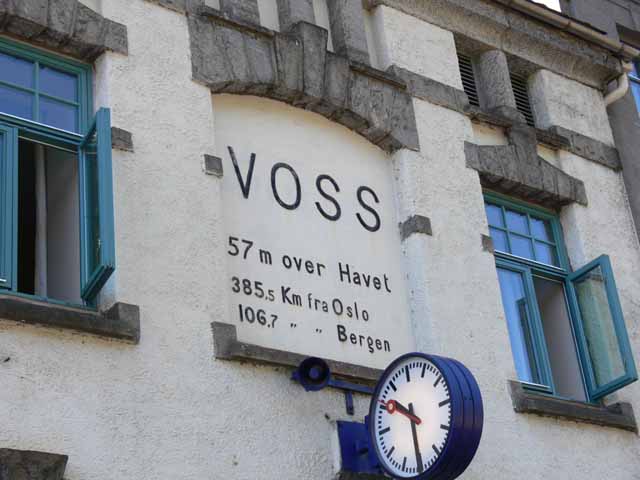 VOSS
57 m over Havet
385,5 Km fra Oslo
106,7 " " Bergen